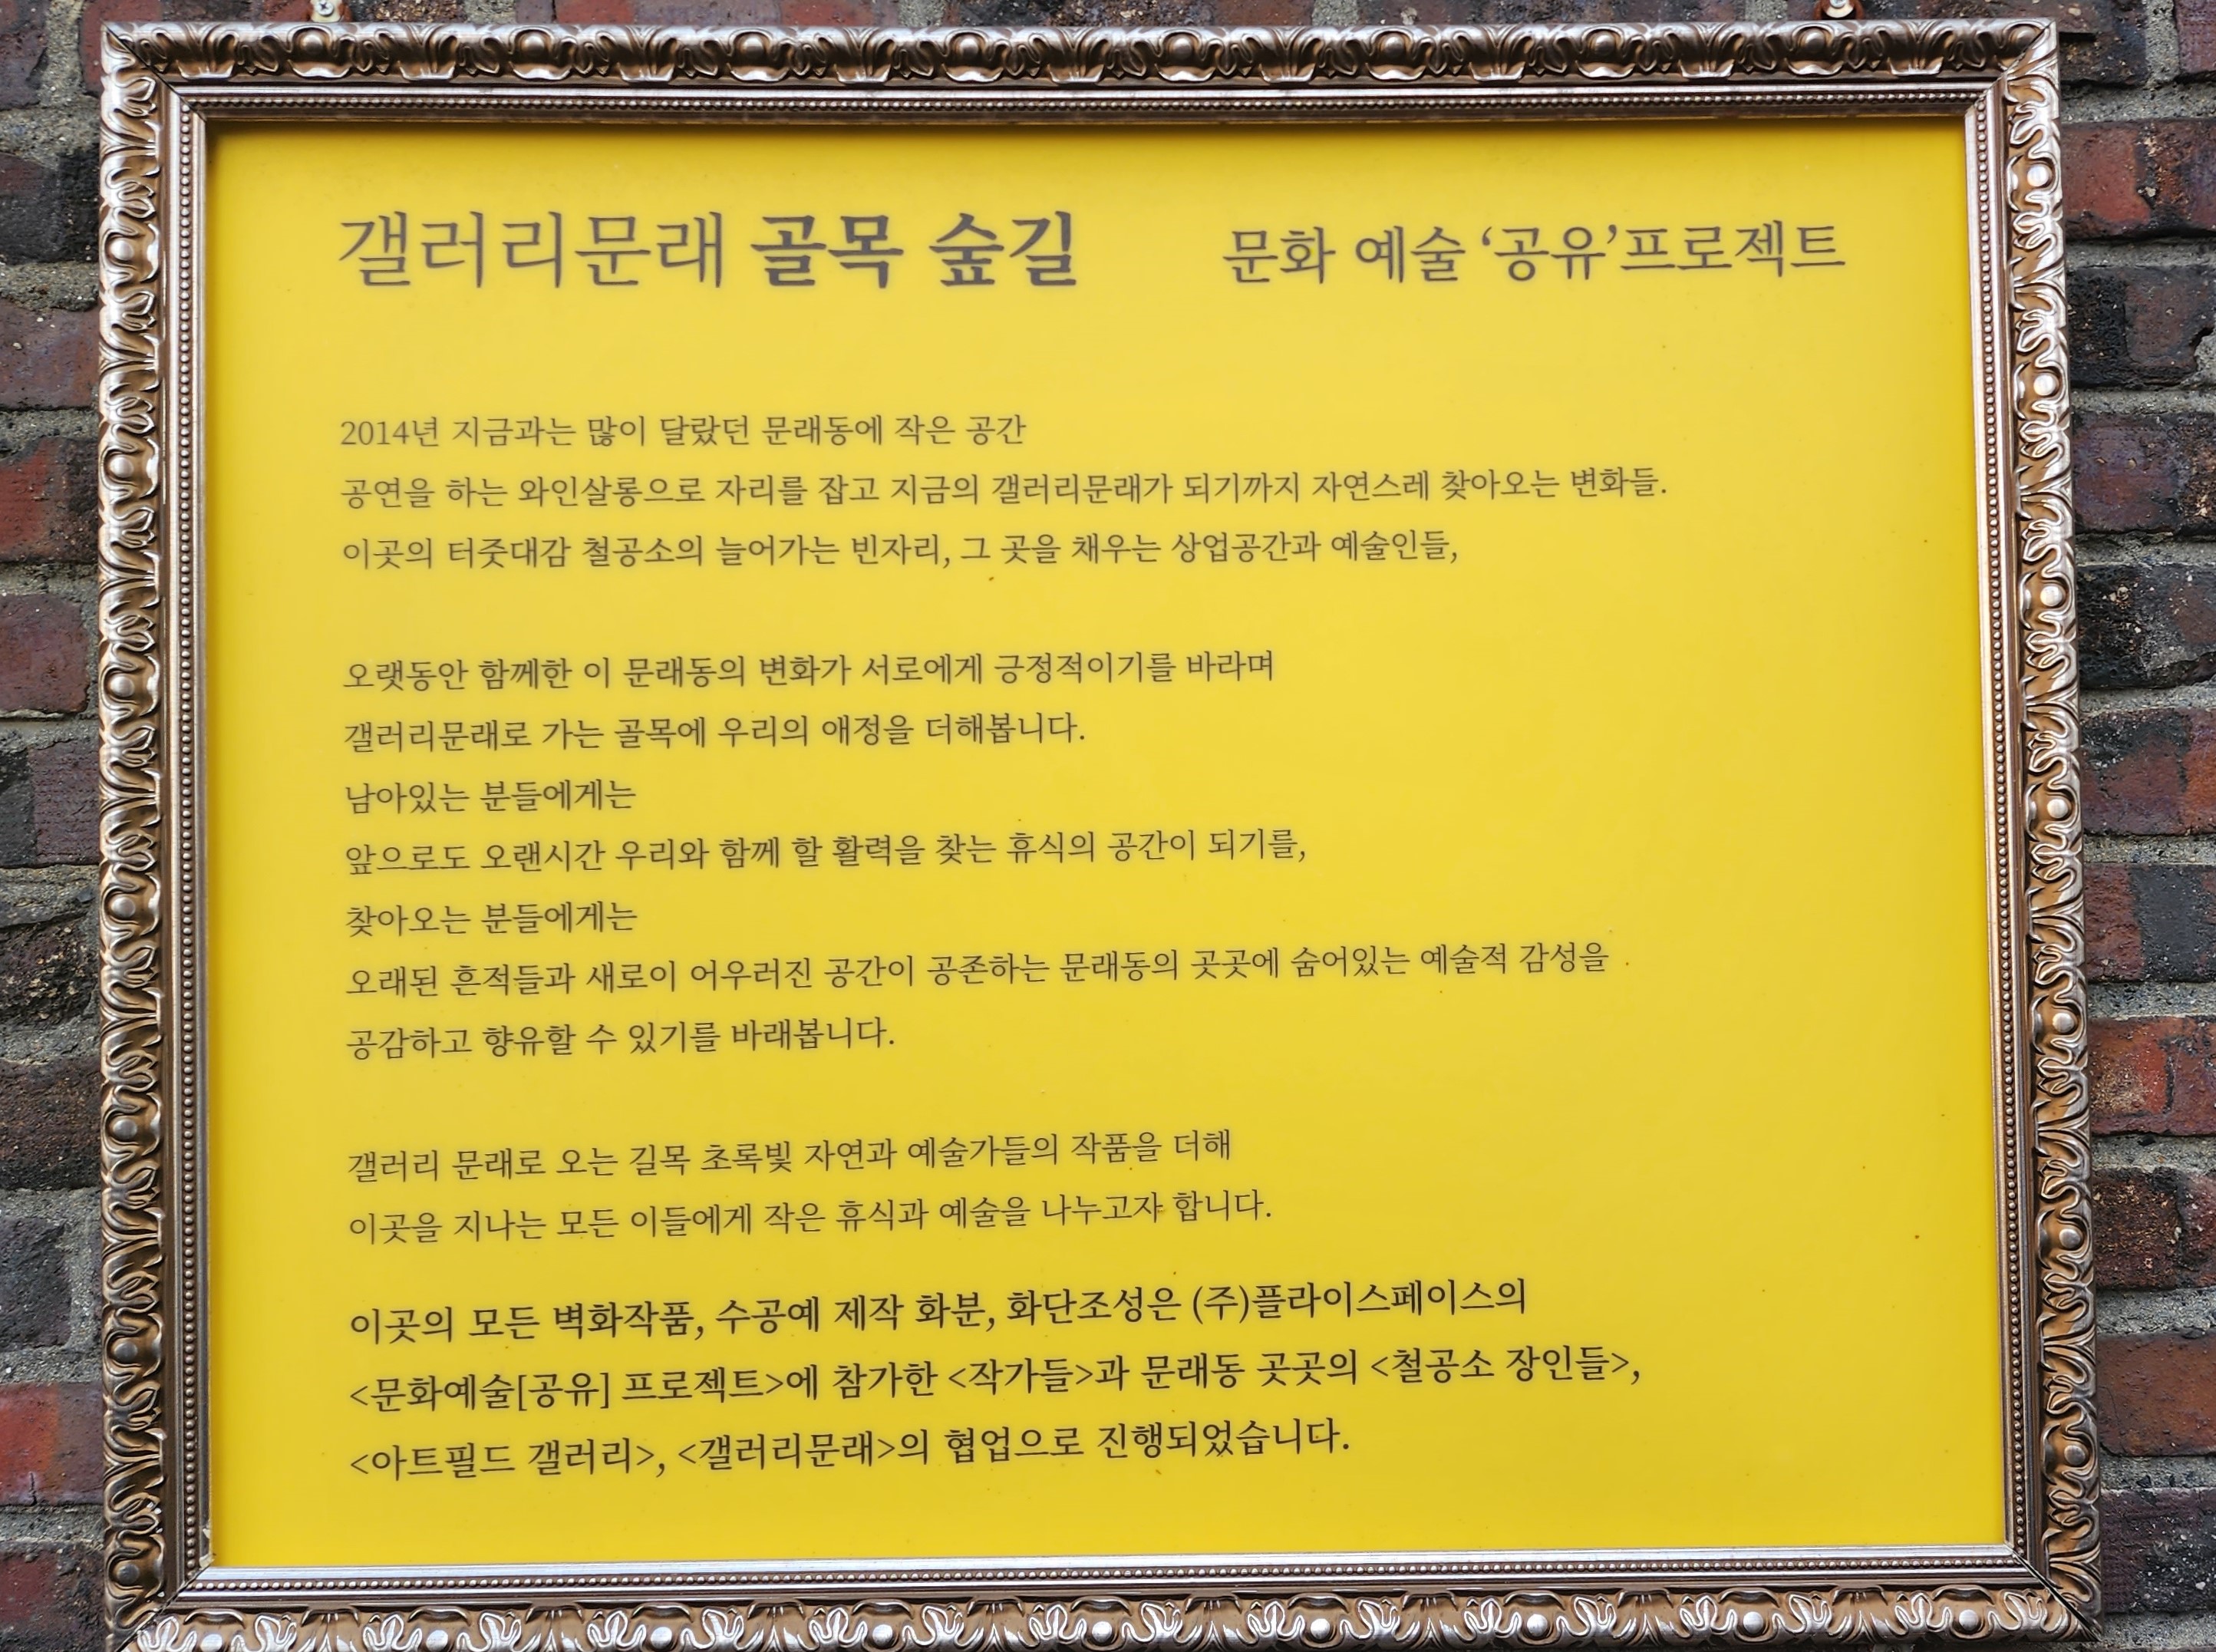 갤러리문래 골목 숲길 문화 예술 ‘공유’프로젝트
2014년 지금과는 많이 달랐던 문래동에 작은 공간
공연을 하는 와인살롱으로 자리를 잡고 지금의 갤러리문래가 되기까지 자연스레 찾아오는 변화들.
이곳의 터줏대감 철공소의 늘어가는 빈자리, 그 곳을 채우는 상업공간과 예술인들,
오랫동안 함께한 이 문래동의 변화가 서로에게 긍정적이기를 바라며
갤러리문래로 가는 골목에 우리의 애정을 더해봅니다.
남아있는 분들에게는
앞으로도 오랜시간 우리와 함께 할 활력을 찾는 휴식의 공간이 되기를,
찾아오는 분들에게는
오래된 흔적들과 새로이 어우러진 공간이 공존하는 문래동의 곳곳에 숨어있는 예술적 감성을
공감하고 향유할 수 있기를 바래봅니다.
갤러리 문래로 오는 길목 초록빛 자연과 예술가들의 작품을 더해
이곳을 지나는 모든 이들에게 작은 휴식과 예술을 나누고자 합니다.
이곳의 모든 벽화작품, 수공예 제작 화분, 화단조성은 (주)플라이스페이스의
<문화예술[공유] 프로젝트>에 참가한 <작가들>과 문래동 곳곳의 <철공소 장인들>,
<아트필드 갤러리>, <갤러리문래>의 협업으로 진행되었습니다.